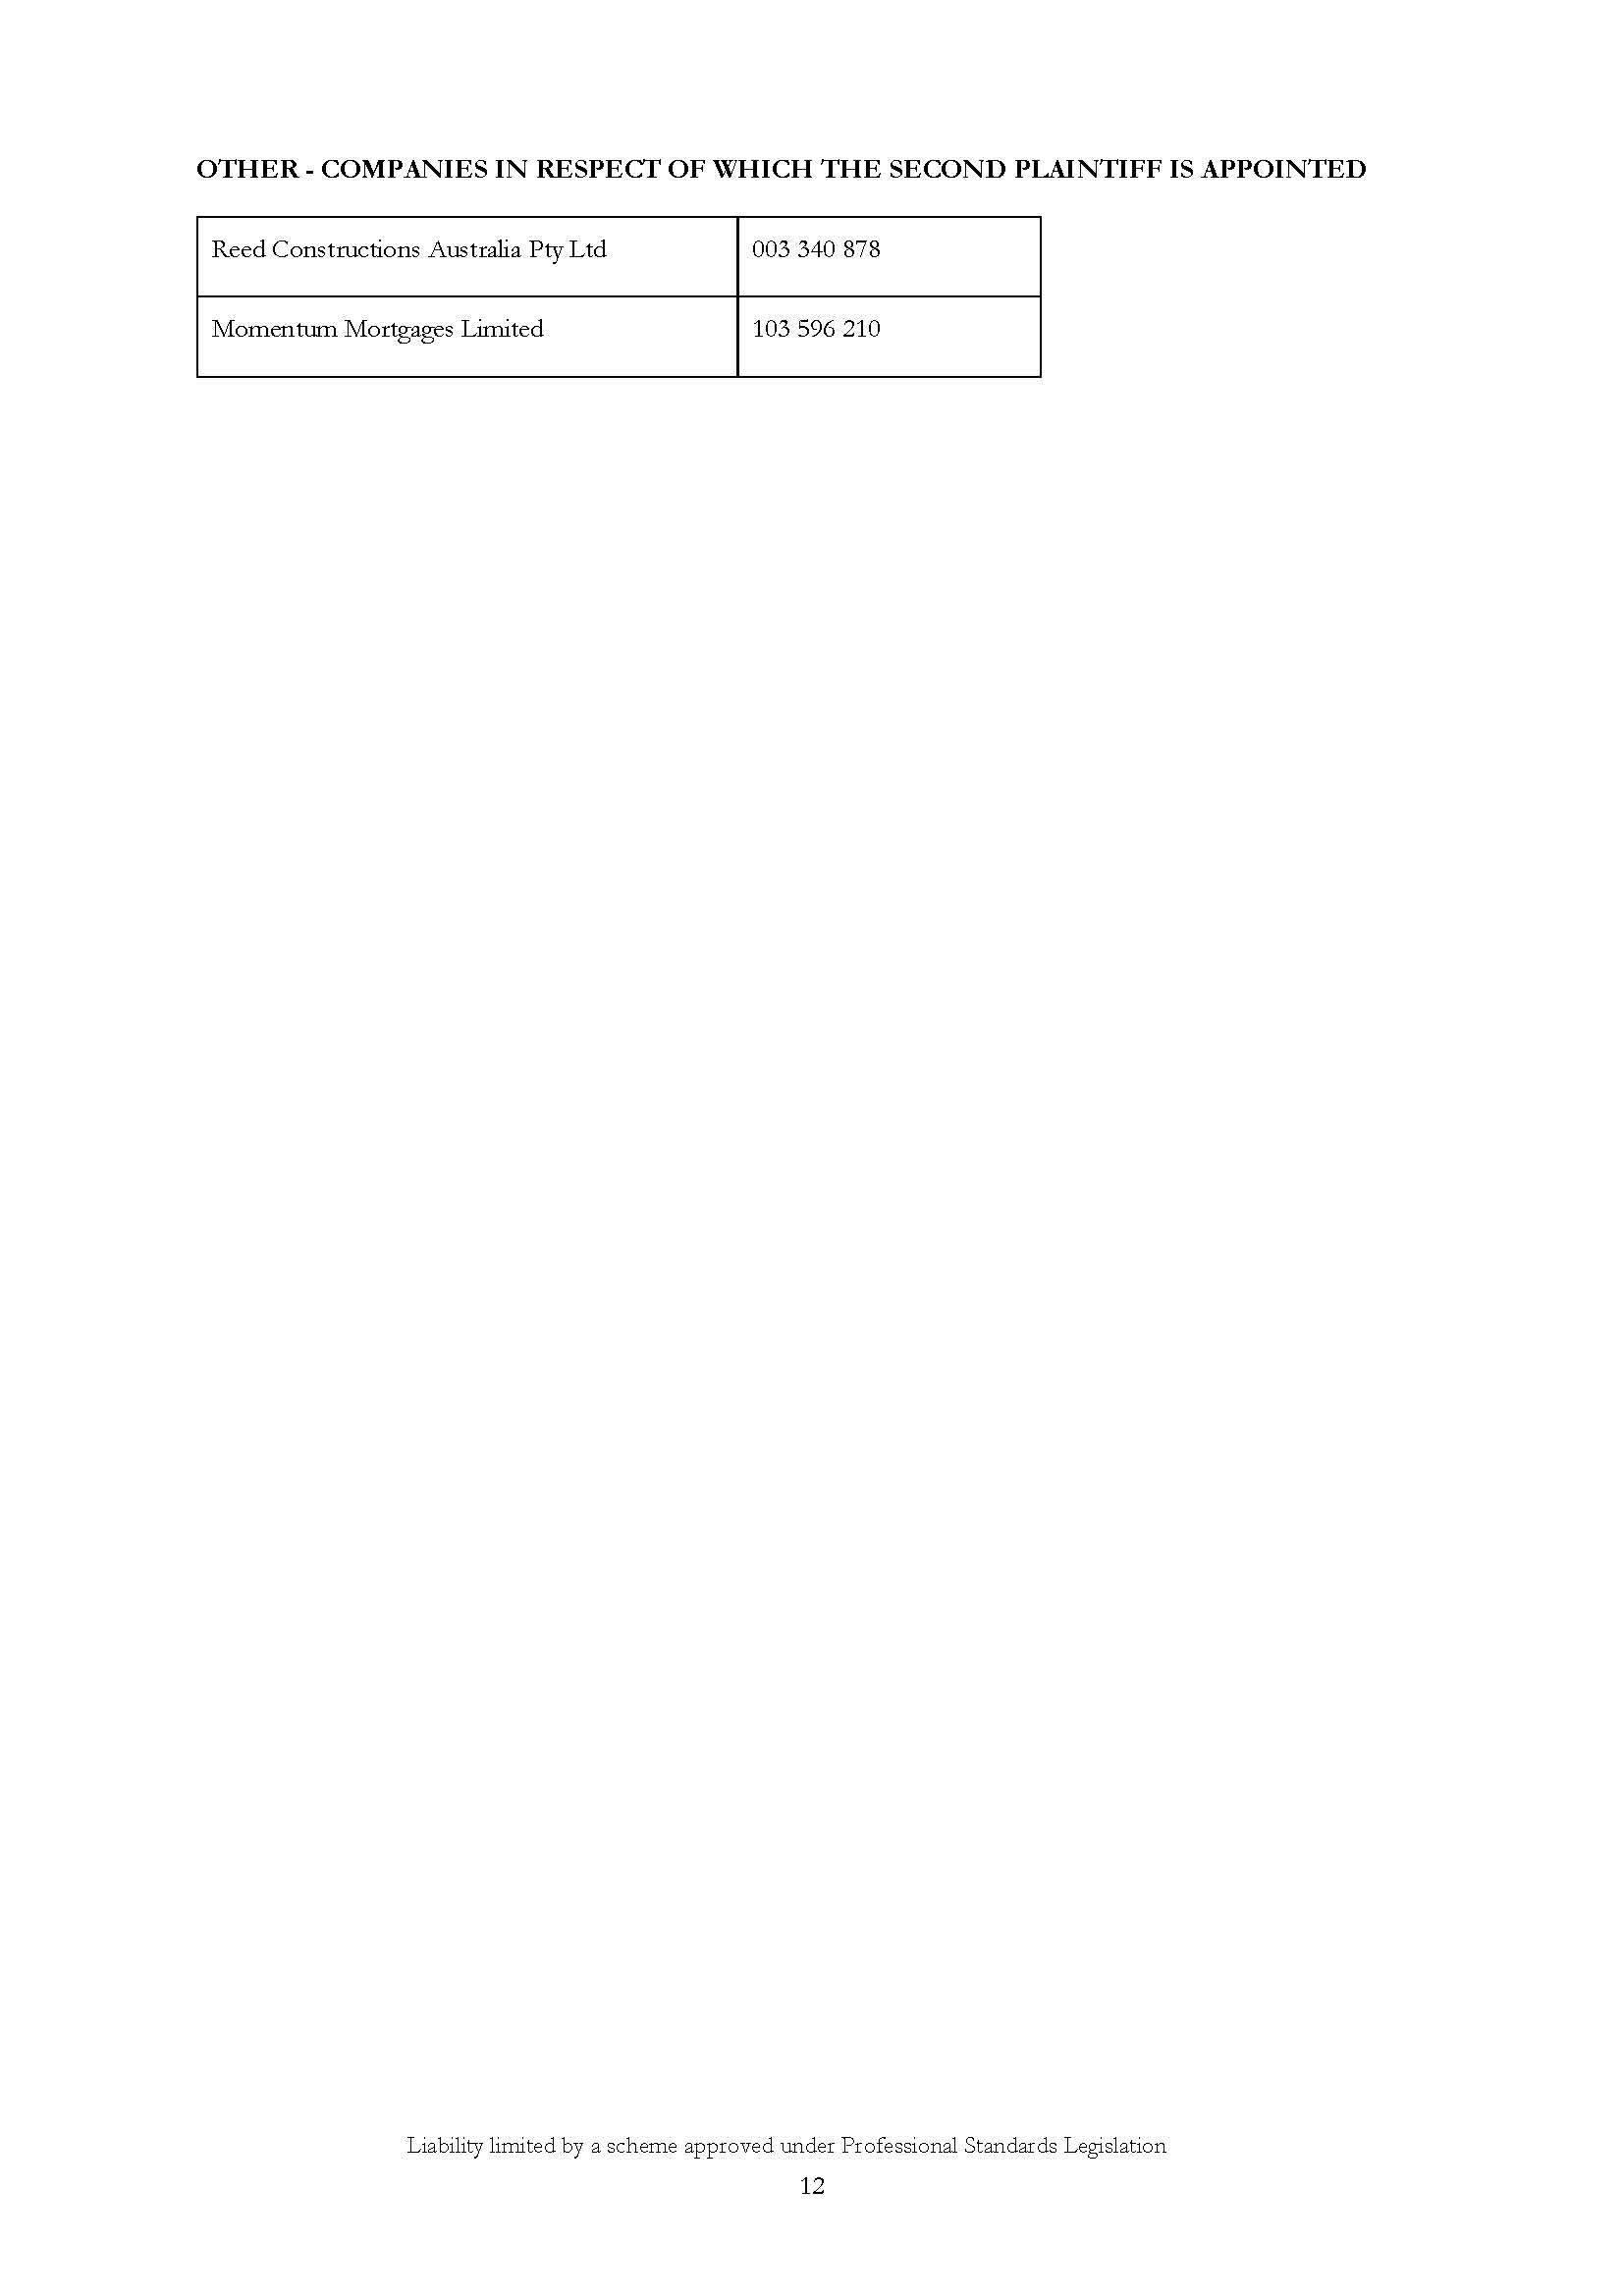 OTHER - COMPANIES IN RESPECT OF WHICH THE SECOND PLAINTIFF IS APPOINTED
Reed Constructions Australia Pty Ltd 003 340 878
Momentum Mortgages Limited 103 596 210
Liability limited by a scheme approved under Professional Standards Legislation
12